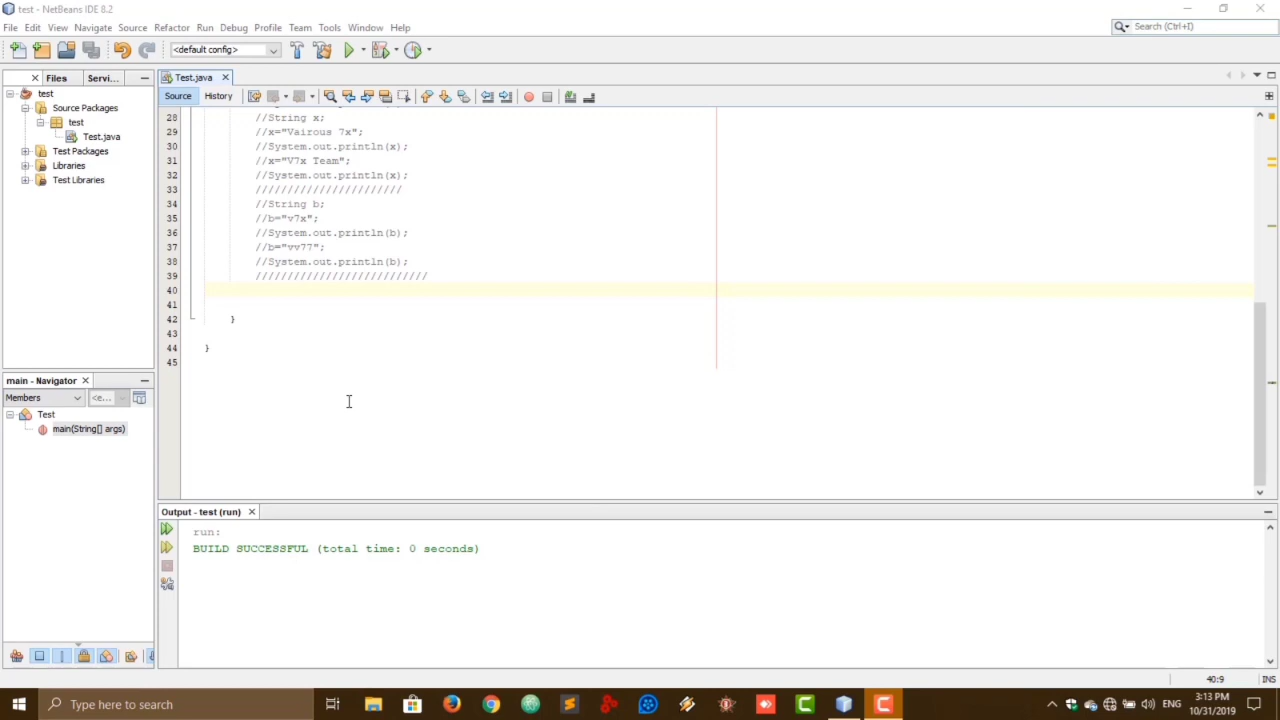 test - NetBeans IDE 8.2
File Edit View Navigate Source Refactor Run Debug Profile Team Tools Window Help
Search (Ctrl+I)
<default config>
Files Servi...
Test.java
test
Source Packages
test
Test.java
Test Packages
Libraries
Test Libraries
Source History
28 //String x;
29 //x="Vairous 7x";
30 //System.out.println(x);
31 //x="V7x Team";
32 //System.out.println(x);
33 ///////////////////////
34 //String b;
35 //b="v7x";
36 //System.out.println(b);
37 //b="vv77";
38 //System.out.println(b);
39 ///////////////////////////
40
41
42 }
43
44 }
45
main - Navigator
Members <e...
Test
main(String[] args)
Output - test (run)
run:
BUILD SUCCESSFUL (total time: 0 seconds)
40:9 INS
Type here to search
ENG
3:13 PM
10/31/2019